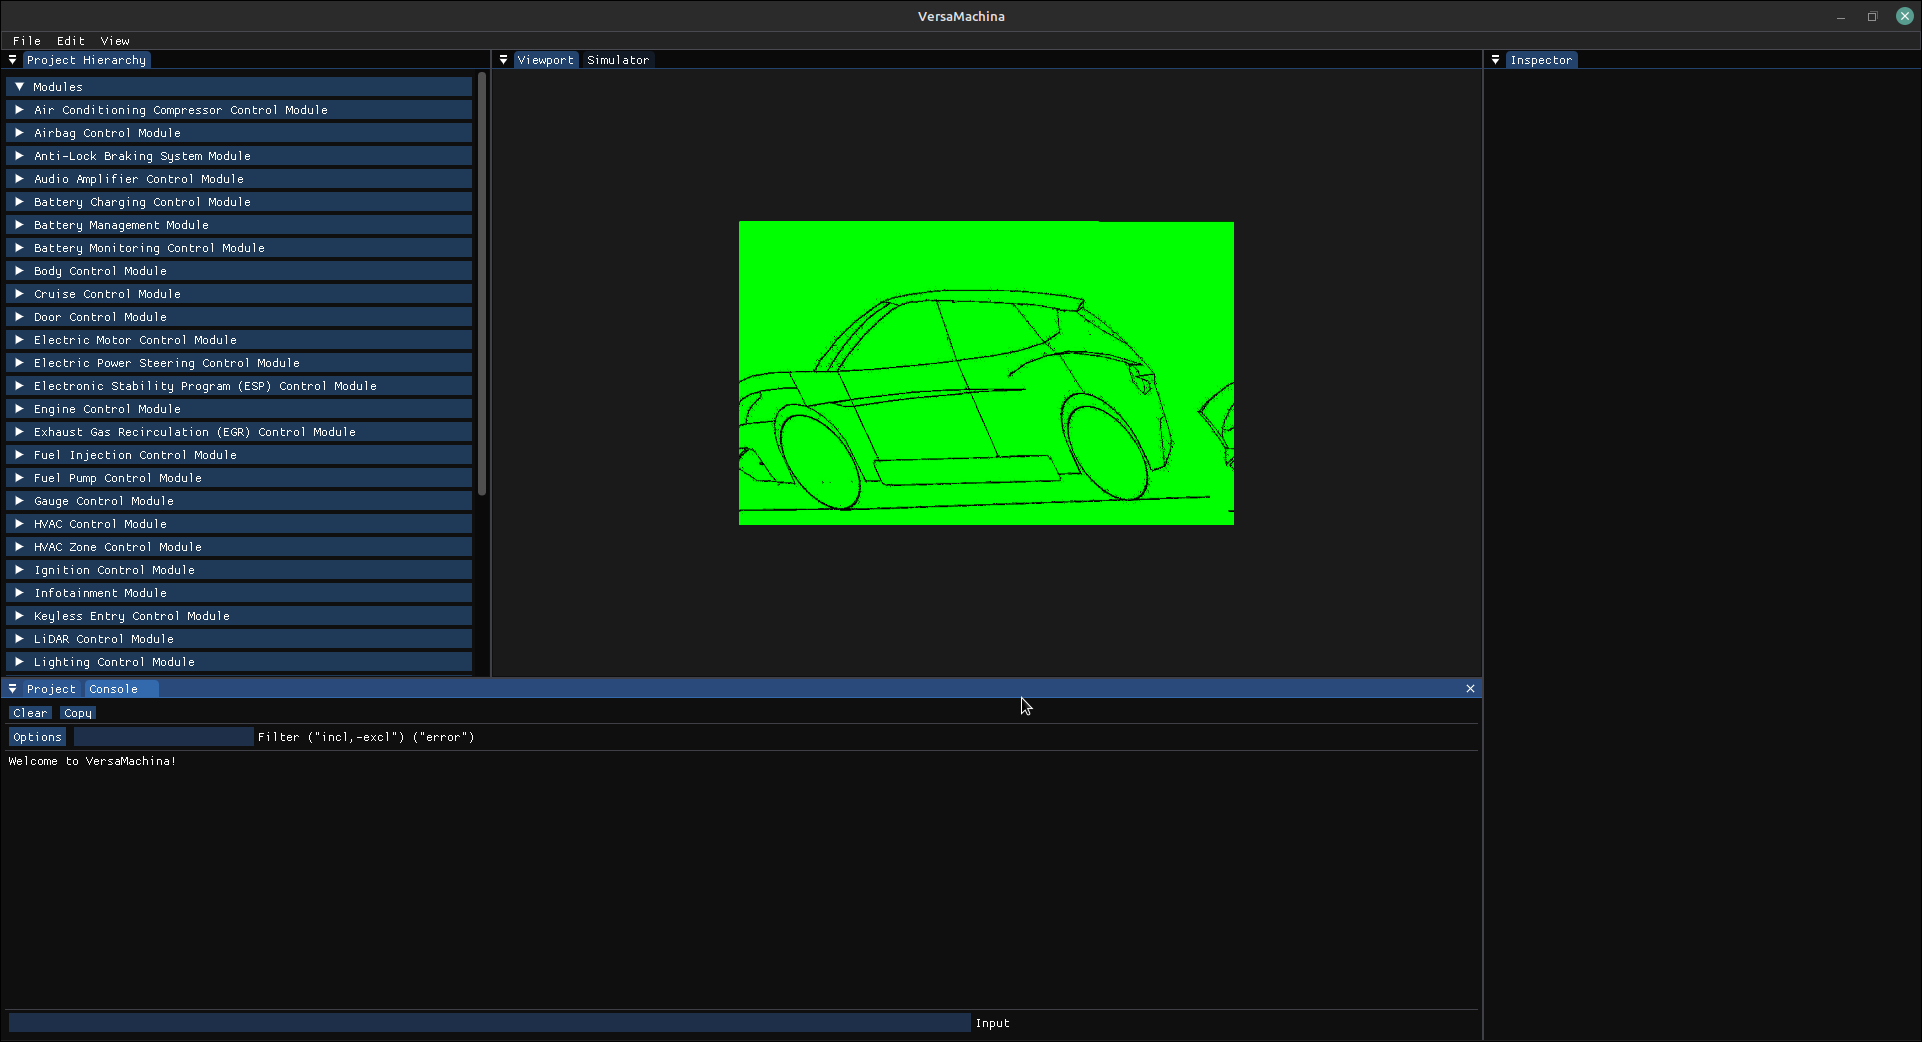 VersaMachina
File Edit View
Project Hierarchy
Modules
Air Conditioning Compressor Control Module
Airbag Control Module
Anti-Lock Braking System Module
Audio Amplifier Control Module
Battery Charging Control Module
Battery Management Module
Battery Monitoring Control Module
Body Control Module
Cruise Control Module
Door Control Module
Electric Motor Control Module
Electric Power Steering Control Module
Electronic Stability Program (ESP) Control Module
Engine Control Module
Exhaust Gas Recirculation (EGR) Control Module
Fuel Injection Control Module
Fuel Pump Control Module
Gauge Control Module
HVAC Control Module
HVAC Zone Control Module
Ignition Control Module
Infotainment Module
Keyless Entry Control Module
LiDAR Control Module
Lighting Control Module
Viewport Simulator
Inspector
Project Console
Clear Copy
Options Filter ("incl,-excl") ("error")
Welcome to VersaMachina!
Input